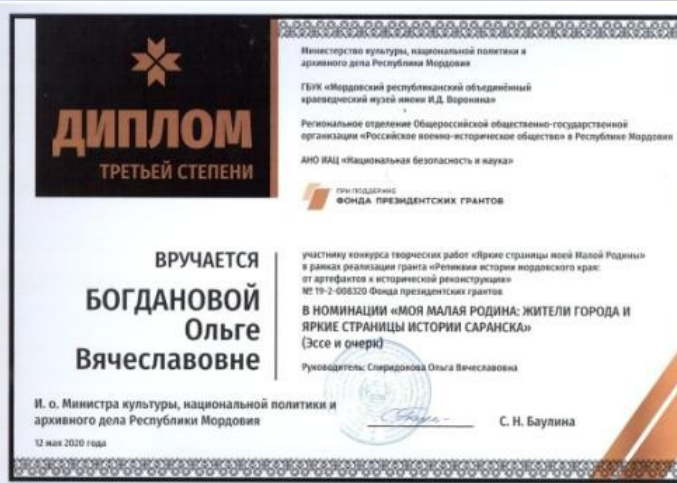 ДИПЛОМ
ТРЕТЬЕЙ СТЕПЕНИ
Министерство культуры, национальной политики и
архивного дела Республики Мордовия
ГБУК «Мордовский республиканский объединённый
краеведческий музей имени И.Д. Воронина»
Региональное отделение Общероссийской общественно-государственной
организации «Российское военно-историческое общество» в Республике Мордовия
АНО ИАЦ «Национальная безопасность и наука»
ПРИ ПОДДЕРЖКЕ
ФОНДА ПРЕЗИДЕНТСКИХ ГРАНТОВ
ВРУЧАЕТСЯ
БОГДАНОВОЙ
Ольге
Вячеславовне
участнику конкурса творческих работ «Яркие страницы моей Малой Родины»
в рамках реализации гранта «Реликвии истории мордовского края:
от артефактов к исторической реконструкции»
№ 19-2-008320 Фонда президентских грантов
В НОМИНАЦИИ «МОЯ МАЛАЯ РОДИНА: ЖИТЕЛИ ГОРОДА И
ЯРКИЕ СТРАНИЦЫ ИСТОРИИ САРАНСКА»
(Эссе и очерк)
Руководитель: Спиридонова Ольга Вячеславовна
И. о. Министра культуры, национальной политики и
архивного дела Республики Мордовия
С. Н. Баулина
12 мая 2020 года